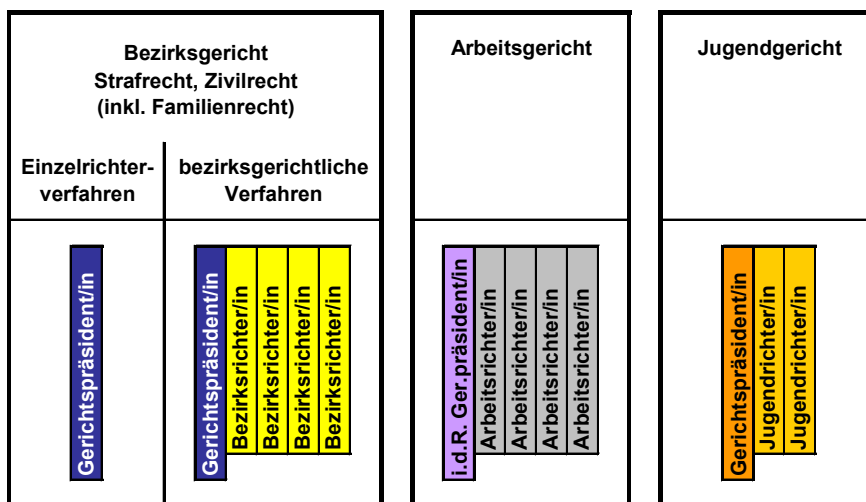 Bezirksgericht
Strafrecht, Zivilrecht
(inkl. Familienrecht)
Einzelrichter-
verfahren
bezirksgerichtliche
Verfahren
Gerichtspräsident/in
Gerichtspräsident/in
Bezirksrichter/in
Bezirksrichter/in
Bezirksrichter/in
Bezirksrichter/in
Arbeitsgericht
i.d.R. Ger.präsident/in
Arbeitsrichter/in
Arbeitsrichter/in
Arbeitsrichter/in
Arbeitsrichter/in
Jugendgericht
Gerichtspräsident/in
Jugendrichter/in
Jugendrichter/in